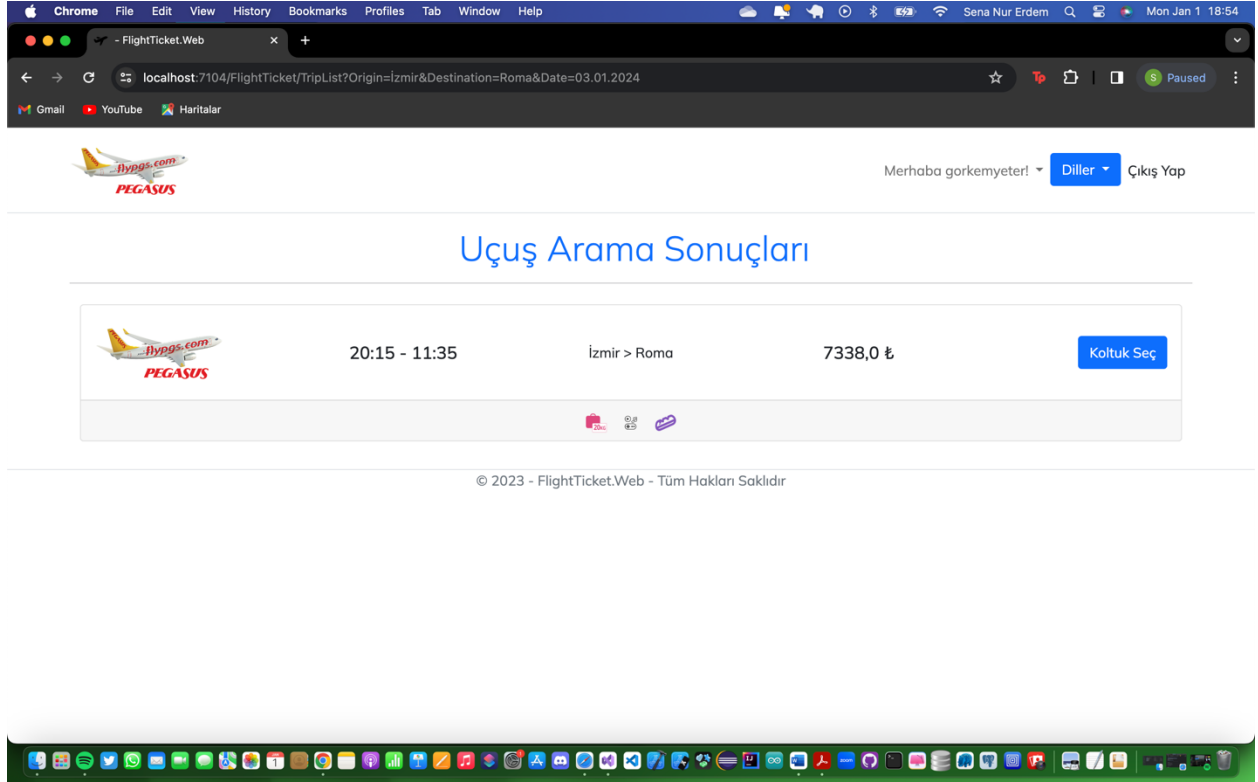 Chrome File Edit View History Bookmarks Profiles Tab Window Help Sena Nur Erdem Mon Jan 1 18:54
- FlightTicket.Web
localhost:7104/FlightTicket/TripList?Origin=İzmir&Destination=Roma&Date=03.01.2024
S Paused
Gmail YouTube Haritalar
flypgs.com
PEGASUS
Merhaba gorkemyeter! Diller Çıkış Yap
Uçuş Arama Sonuçları
flypgs.com
PEGASUS
20:15 - 11:35 İzmir > Roma 7338,0 ₺ Koltuk Seç
© 2023 - FlightTicket.Web - Tüm Hakları Saklıdır